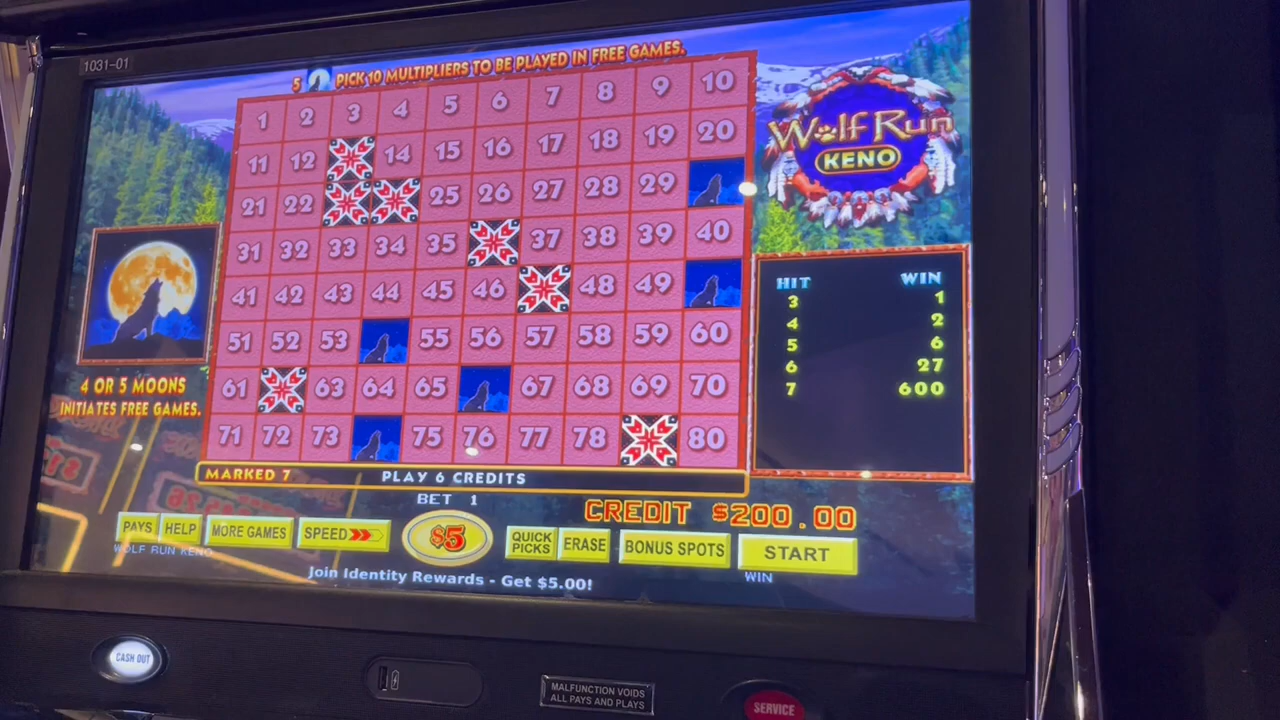 1031-01
5 PICK 10 MULTIPLIERS TO BE PLAYED IN FREE GAMES.
1 2 3 4 5 6 7 8 9 10
11 12 14 15 16 17 18 19 20
21 22 25 26 27 28 29
31 32 33 34 35 37 38 39 40
41 42 43 44 45 46 48 49
51 52 53 55 56 57 58 59 60
61 63 64 65 67 68 69 70
71 72 73 75 76 77 78 80
Wolf Run
KENO
4 OR 5 MOONS
INITIATES FREE GAMES.
HIT WIN
3 1
4 2
5 6
6 27
7 600
MARKED 7 PLAY 6 CREDITS
BET 1
CREDIT $200.00
PAYS HELP MORE GAMES SPEED $5 QUICK PICKS ERASE BONUS SPOTS START
WOLF RUN KENO
WIN
Join Identity Rewards - Get $5.00!
CASH OUT
MALFUNCTION VOIDS
ALL PAYS AND PLAYS
SERVICE